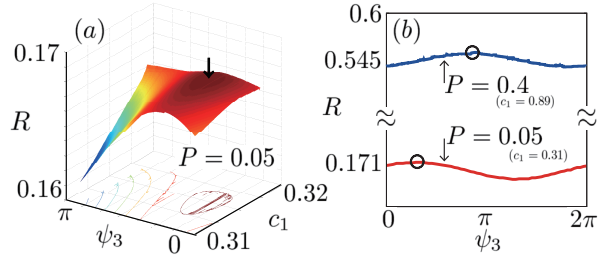 (a)
0.17
R
0.16
P = 0.05
π
ψ₃
0
0.31
c₁
0.32
(b)
0.6
0.545
R
0.171
P = 0.4
(c₁ = 0.89)
P = 0.05
(c₁ = 0.31)
≈
≈
0
π
2π
ψ₃